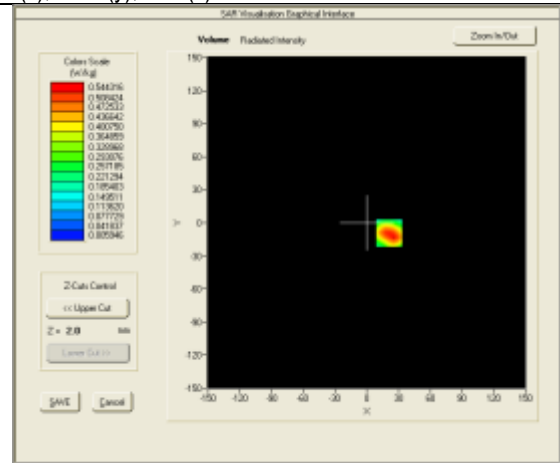 SAR Visualisation Graphical Interface
Volume Radiated Intensity
Zoom In/Out
Colors Scale
(W/Kg)
0.544316
0.508424
0.472533
0.436642
0.400750
0.364859
0.328968
0.293076
0.257185
0.221294
0.185403
0.149511
0.113620
0.077729
0.041837
0.005946
150
120
90
60
30
0
-30
-60
-90
-120
-150
Y
-150 -120 -90 -60 -30 0 30 60 90 120 150
X
Z-Cuts Control
<< Upper Cut
Z = 2.0 mm
Lower Cut >>
SAVE Cancel